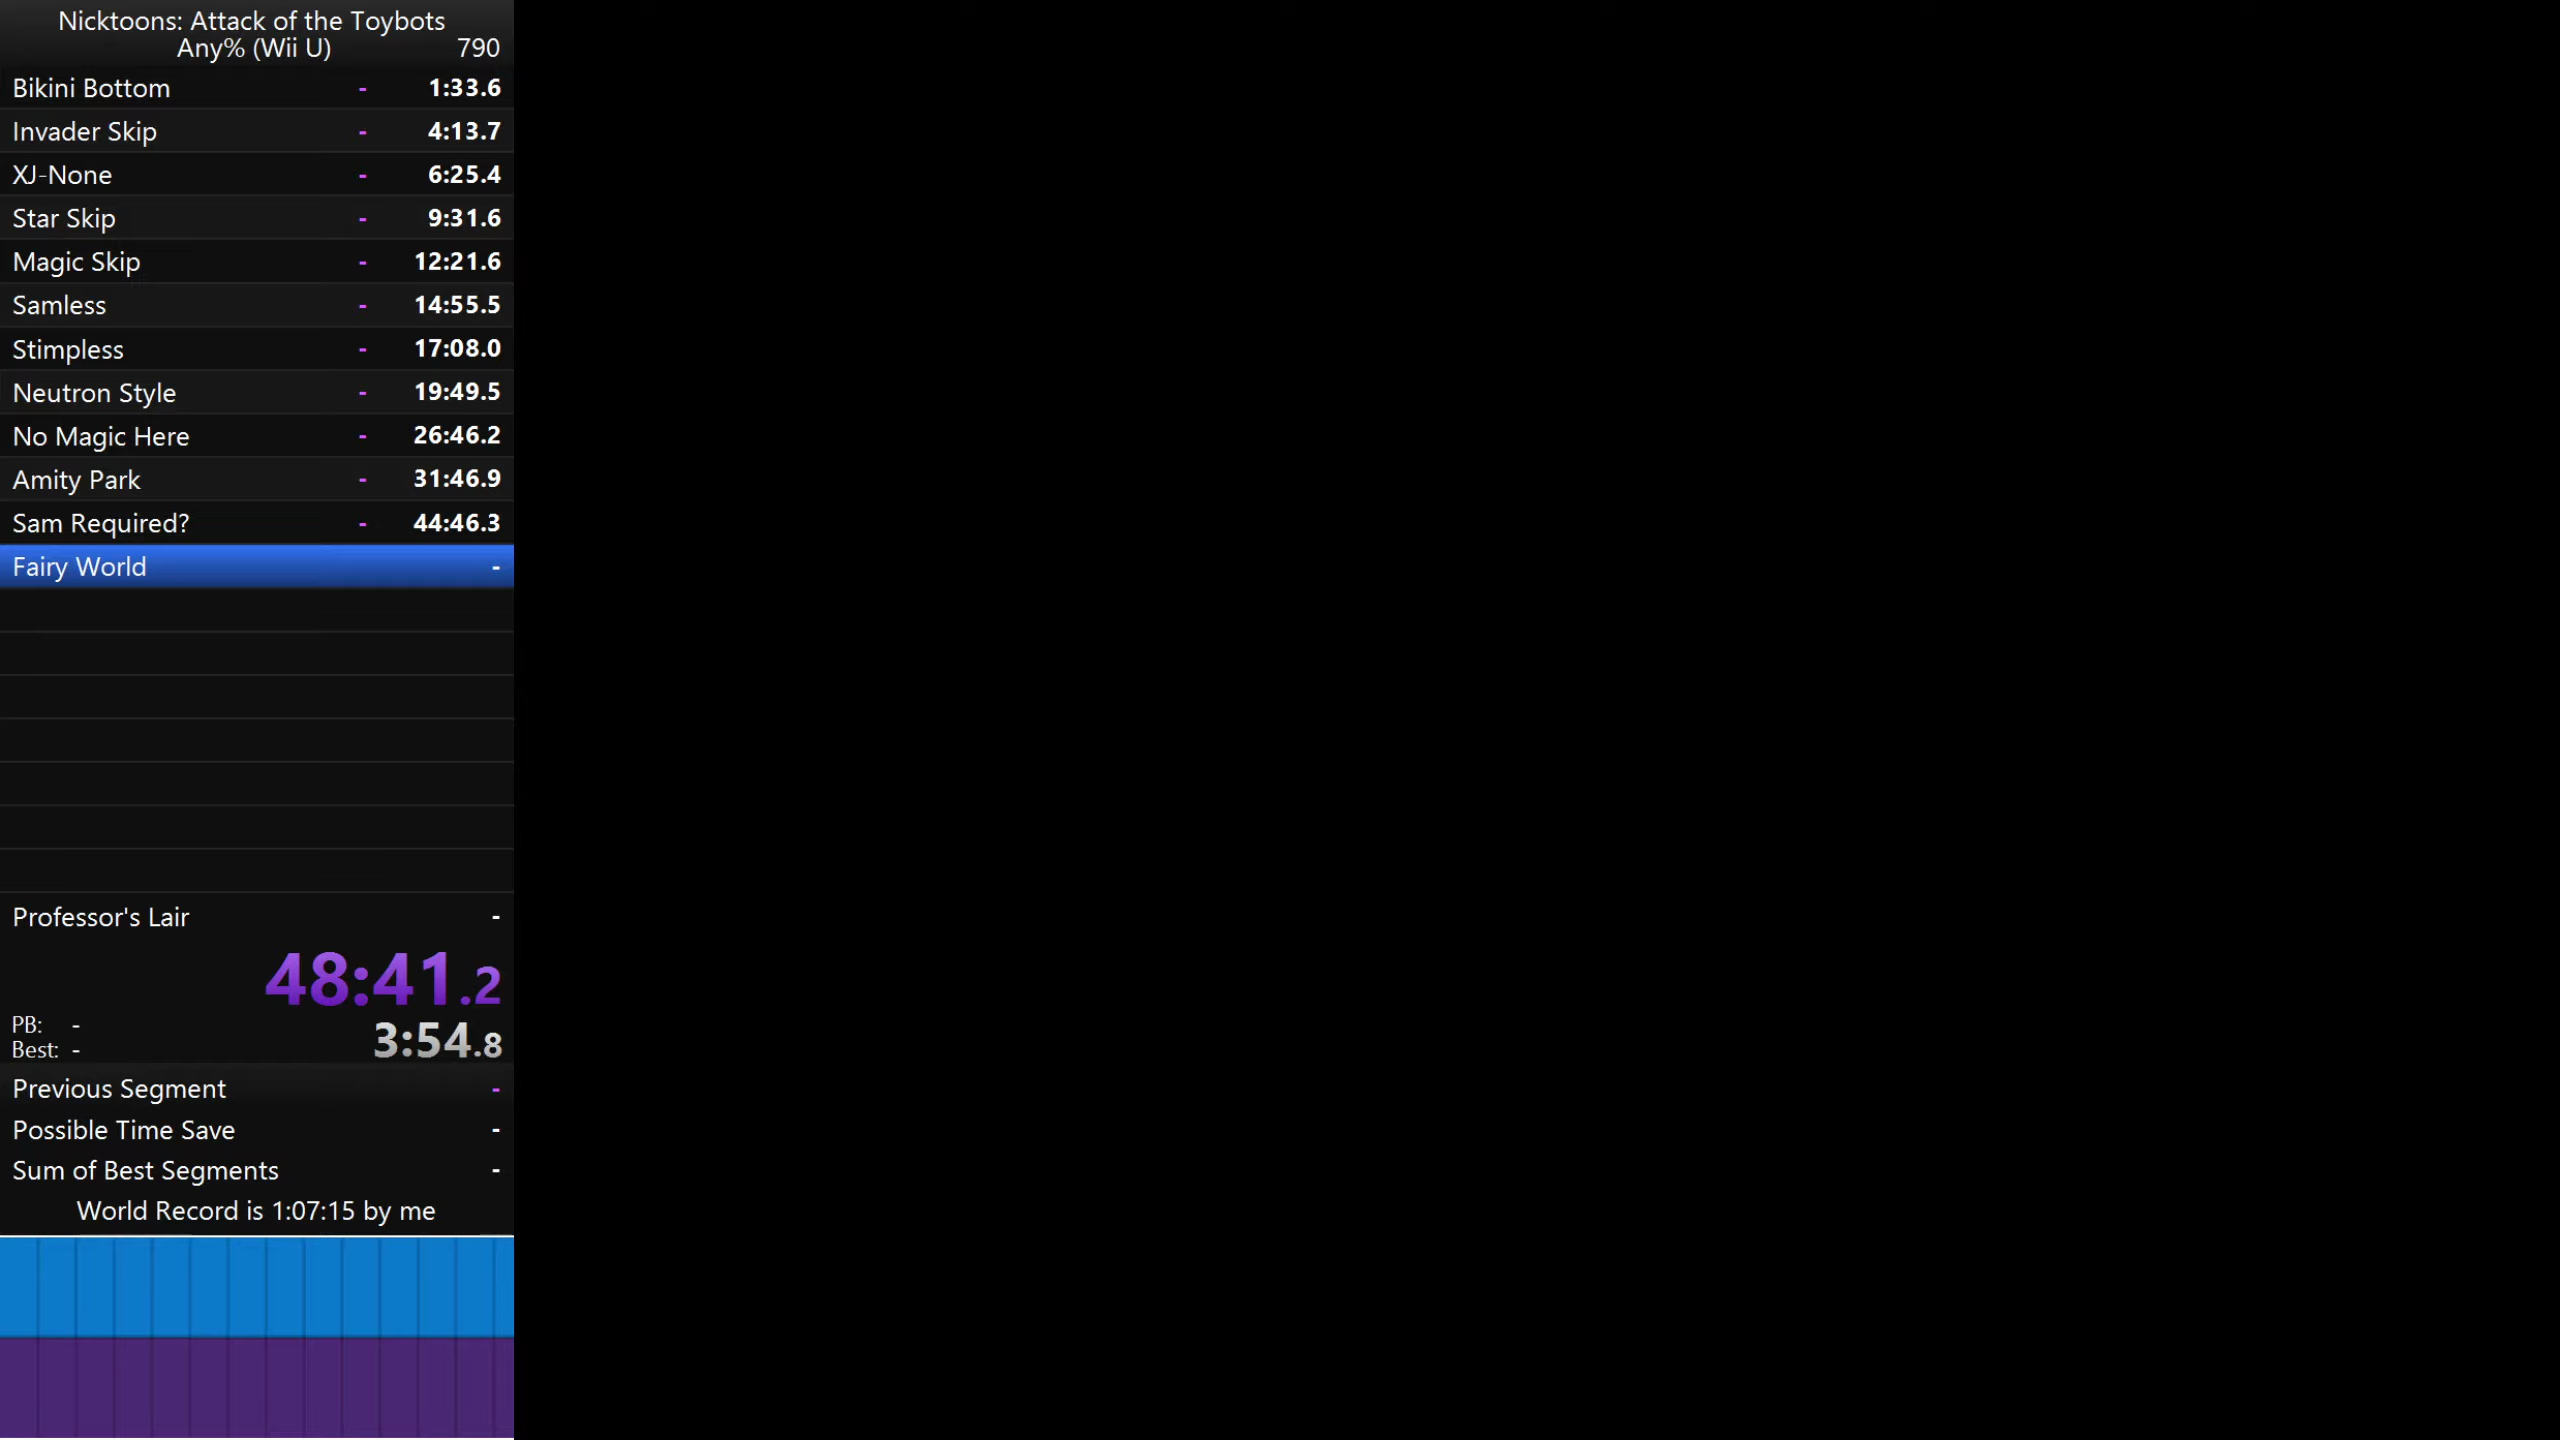 Nicktoons: Attack of the Toybots
Any% (Wii U) 790
Bikini Bottom - 1:33.6
Invader Skip - 4:13.7
XJ-None - 6:25.4
Star Skip - 9:31.6
Magic Skip - 12:21.6
Samless - 14:55.5
Stimpless - 17:08.0
Neutron Style - 19:49.5
No Magic Here - 26:46.2
Amity Park - 31:46.9
Sam Required? - 44:46.3
Fairy World -
Professor's Lair -
48:41.2
PB: -
Best: - 3:54.8
Previous Segment -
Possible Time Save -
Sum of Best Segments -
World Record is 1:07:15 by me